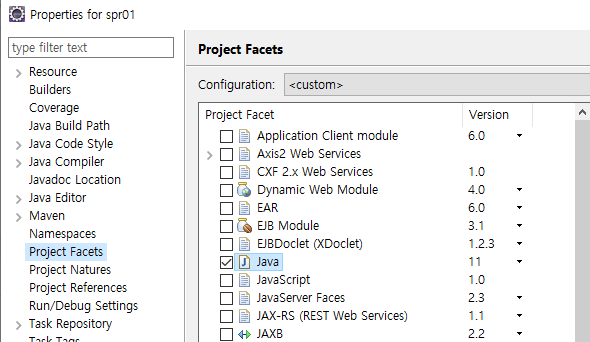 Properties for spr01
type filter text
Resource
Builders
Coverage
Java Build Path
Java Code Style
Java Compiler
Javadoc Location
Java Editor
Maven
Namespaces
Project Facets
Project Natures
Project References
Run/Debug Settings
Task Repository
Task Tags
Project Facets
Configuration: <custom>
Project Facet Version
Application Client module 6.0
Axis2 Web Services
CXF 2.x Web Services 1.0
Dynamic Web Module 4.0
EAR 6.0
EJB Module 3.1
EJBDoclet (XDoclet) 1.2.3
Java 11
JavaScript 1.0
JavaServer Faces 2.3
JAX-RS (REST Web Services) 1.1
JAXB 2.2